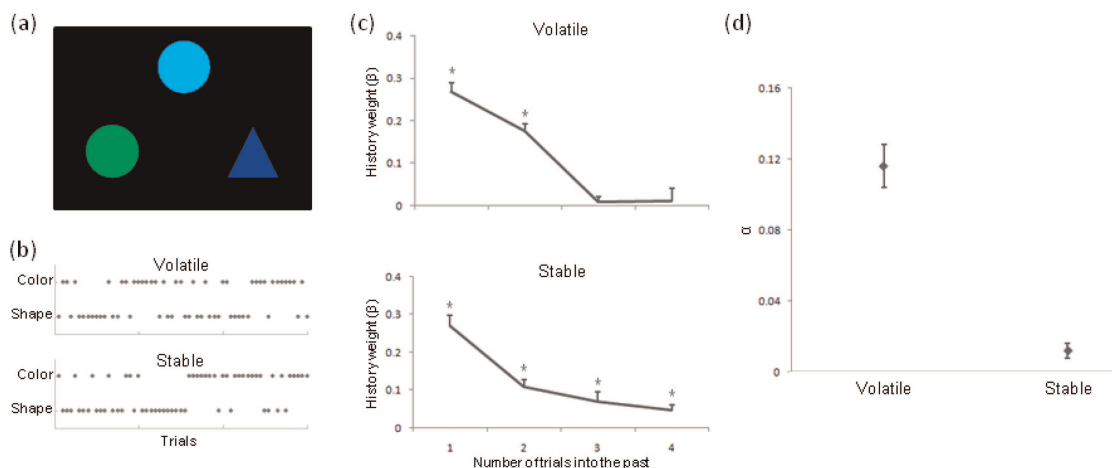 (a)
(b)
Volatile
Color
Shape
Stable
Color
Shape
Trials
(c)
Volatile
0.4
0.3
0.2
0.1
0
History weight (β)
*
*
Stable
0.4
0.3
0.2
0.1
0
History weight (β)
*
*
*
*
1 2 3 4
Number of trials into the past
(d)
0.16
0.12
0.08
0.04
0
α
Volatile Stable